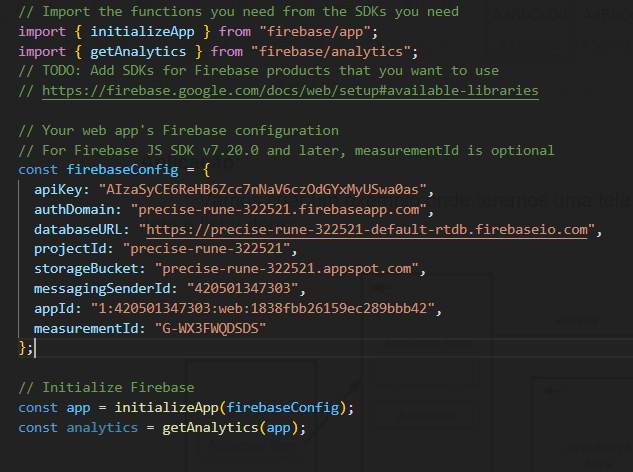 // Import the functions you need from the SDKs you need
import { initializeApp } from "firebase/app";
import { getAnalytics } from "firebase/analytics";
// TODO: Add SDKs for Firebase products that you want to use
// https://firebase.google.com/docs/web/setup#available-libraries
// Your web app's Firebase configuration
// For Firebase JS SDK v7.20.0 and later, measurementId is optional
const firebaseConfig = {
apiKey: "AIzaSyCE6ReHB6Zcc7nNaV6czOdGYxMyUSwa0as",
authDomain: "precise-rune-322521.firebaseapp.com",
databaseURL: "https://precise-rune-322521-default-rtdb.firebaseio.com",
projectId: "precise-rune-322521",
storageBucket: "precise-rune-322521.appspot.com",
messagingSenderId: "420501347303",
appId: "1:420501347303:web:1838fbb26159ec289bbb42",
measurementId: "G-WX3FWQDSDS"
};
// Initialize Firebase
const app = initializeApp(firebaseConfig);
const analytics = getAnalytics(app);